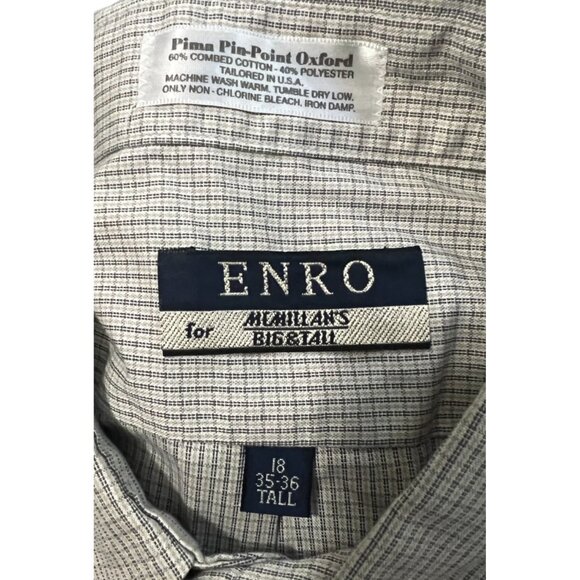 Pima Pin-Point Oxford
60% COMBED COTTON - 40% POLYESTER
TAILORED IN U.S.A.
MACHINE WASH WARM, TUMBLE DRY LOW,
ONLY NON - CHLORINE BLEACH. IRON DAMP.
ENRO
for McMILLAN'S
BIG & TALL
18
35-36
TALL